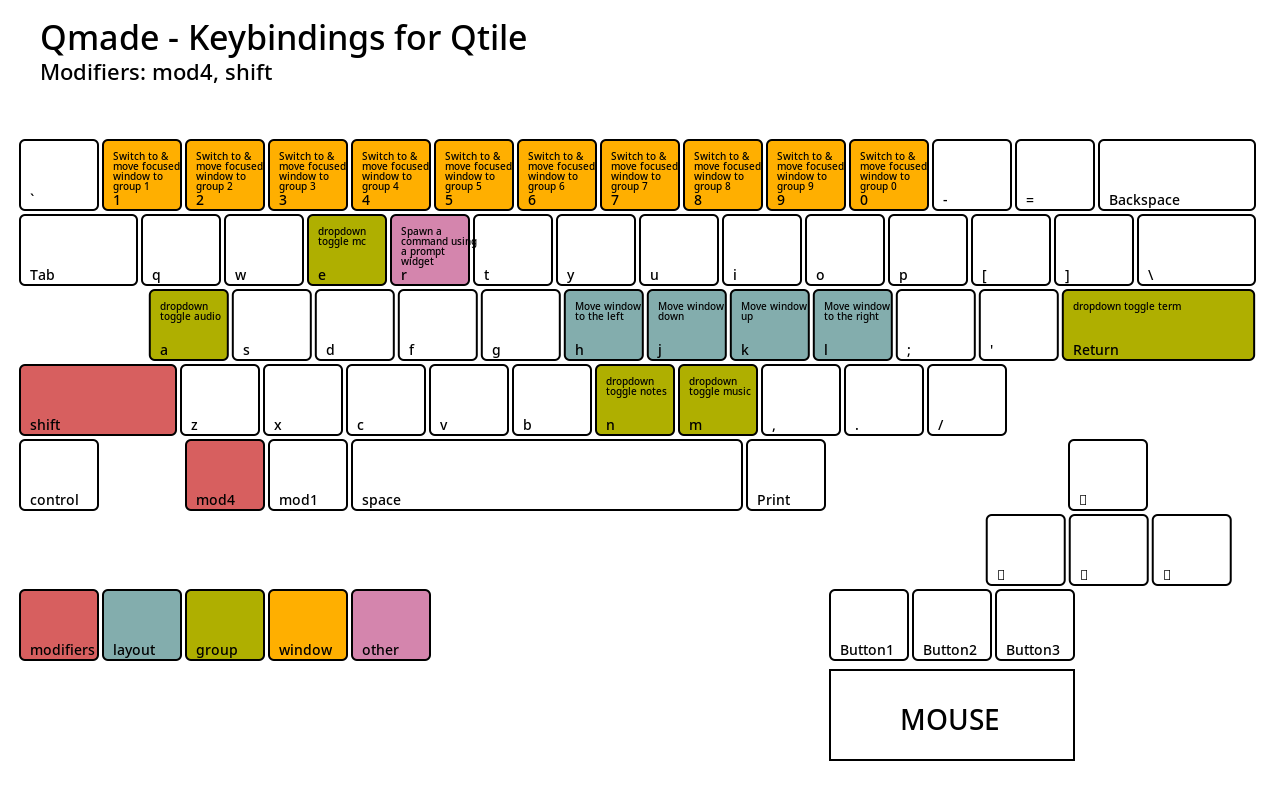 Qmade - Keybindings for Qtile
Modifiers: mod4, shift
`
Switch to &
move focused
window to
group 1
1
Switch to &
move focused
window to
group 2
2
Switch to &
move focused
window to
group 3
3
Switch to &
move focused
window to
group 4
4
Switch to &
move focused
window to
group 5
5
Switch to &
move focused
window to
group 6
6
Switch to &
move focused
window to
group 7
7
Switch to &
move focused
window to
group 8
8
Switch to &
move focused
window to
group 9
9
Switch to &
move focused
window to
group 0
0
-
=
Backspace
Tab
q
w
dropdown
toggle mc
e
Spawn a
command using
a prompt
widget
r
t
y
u
i
o
p
[
]
\
dropdown
toggle audio
a
s
d
f
g
Move window
to the left
h
Move window
down
j
Move window
up
k
Move window
to the right
l
;
'
dropdown toggle term
Return
shift
z
x
c
v
b
dropdown
toggle notes
n
dropdown
toggle music
m
,
.
/
control
mod4
mod1
space
Print
modifiers
layout
group
window
other
Button1
Button2
Button3
MOUSE